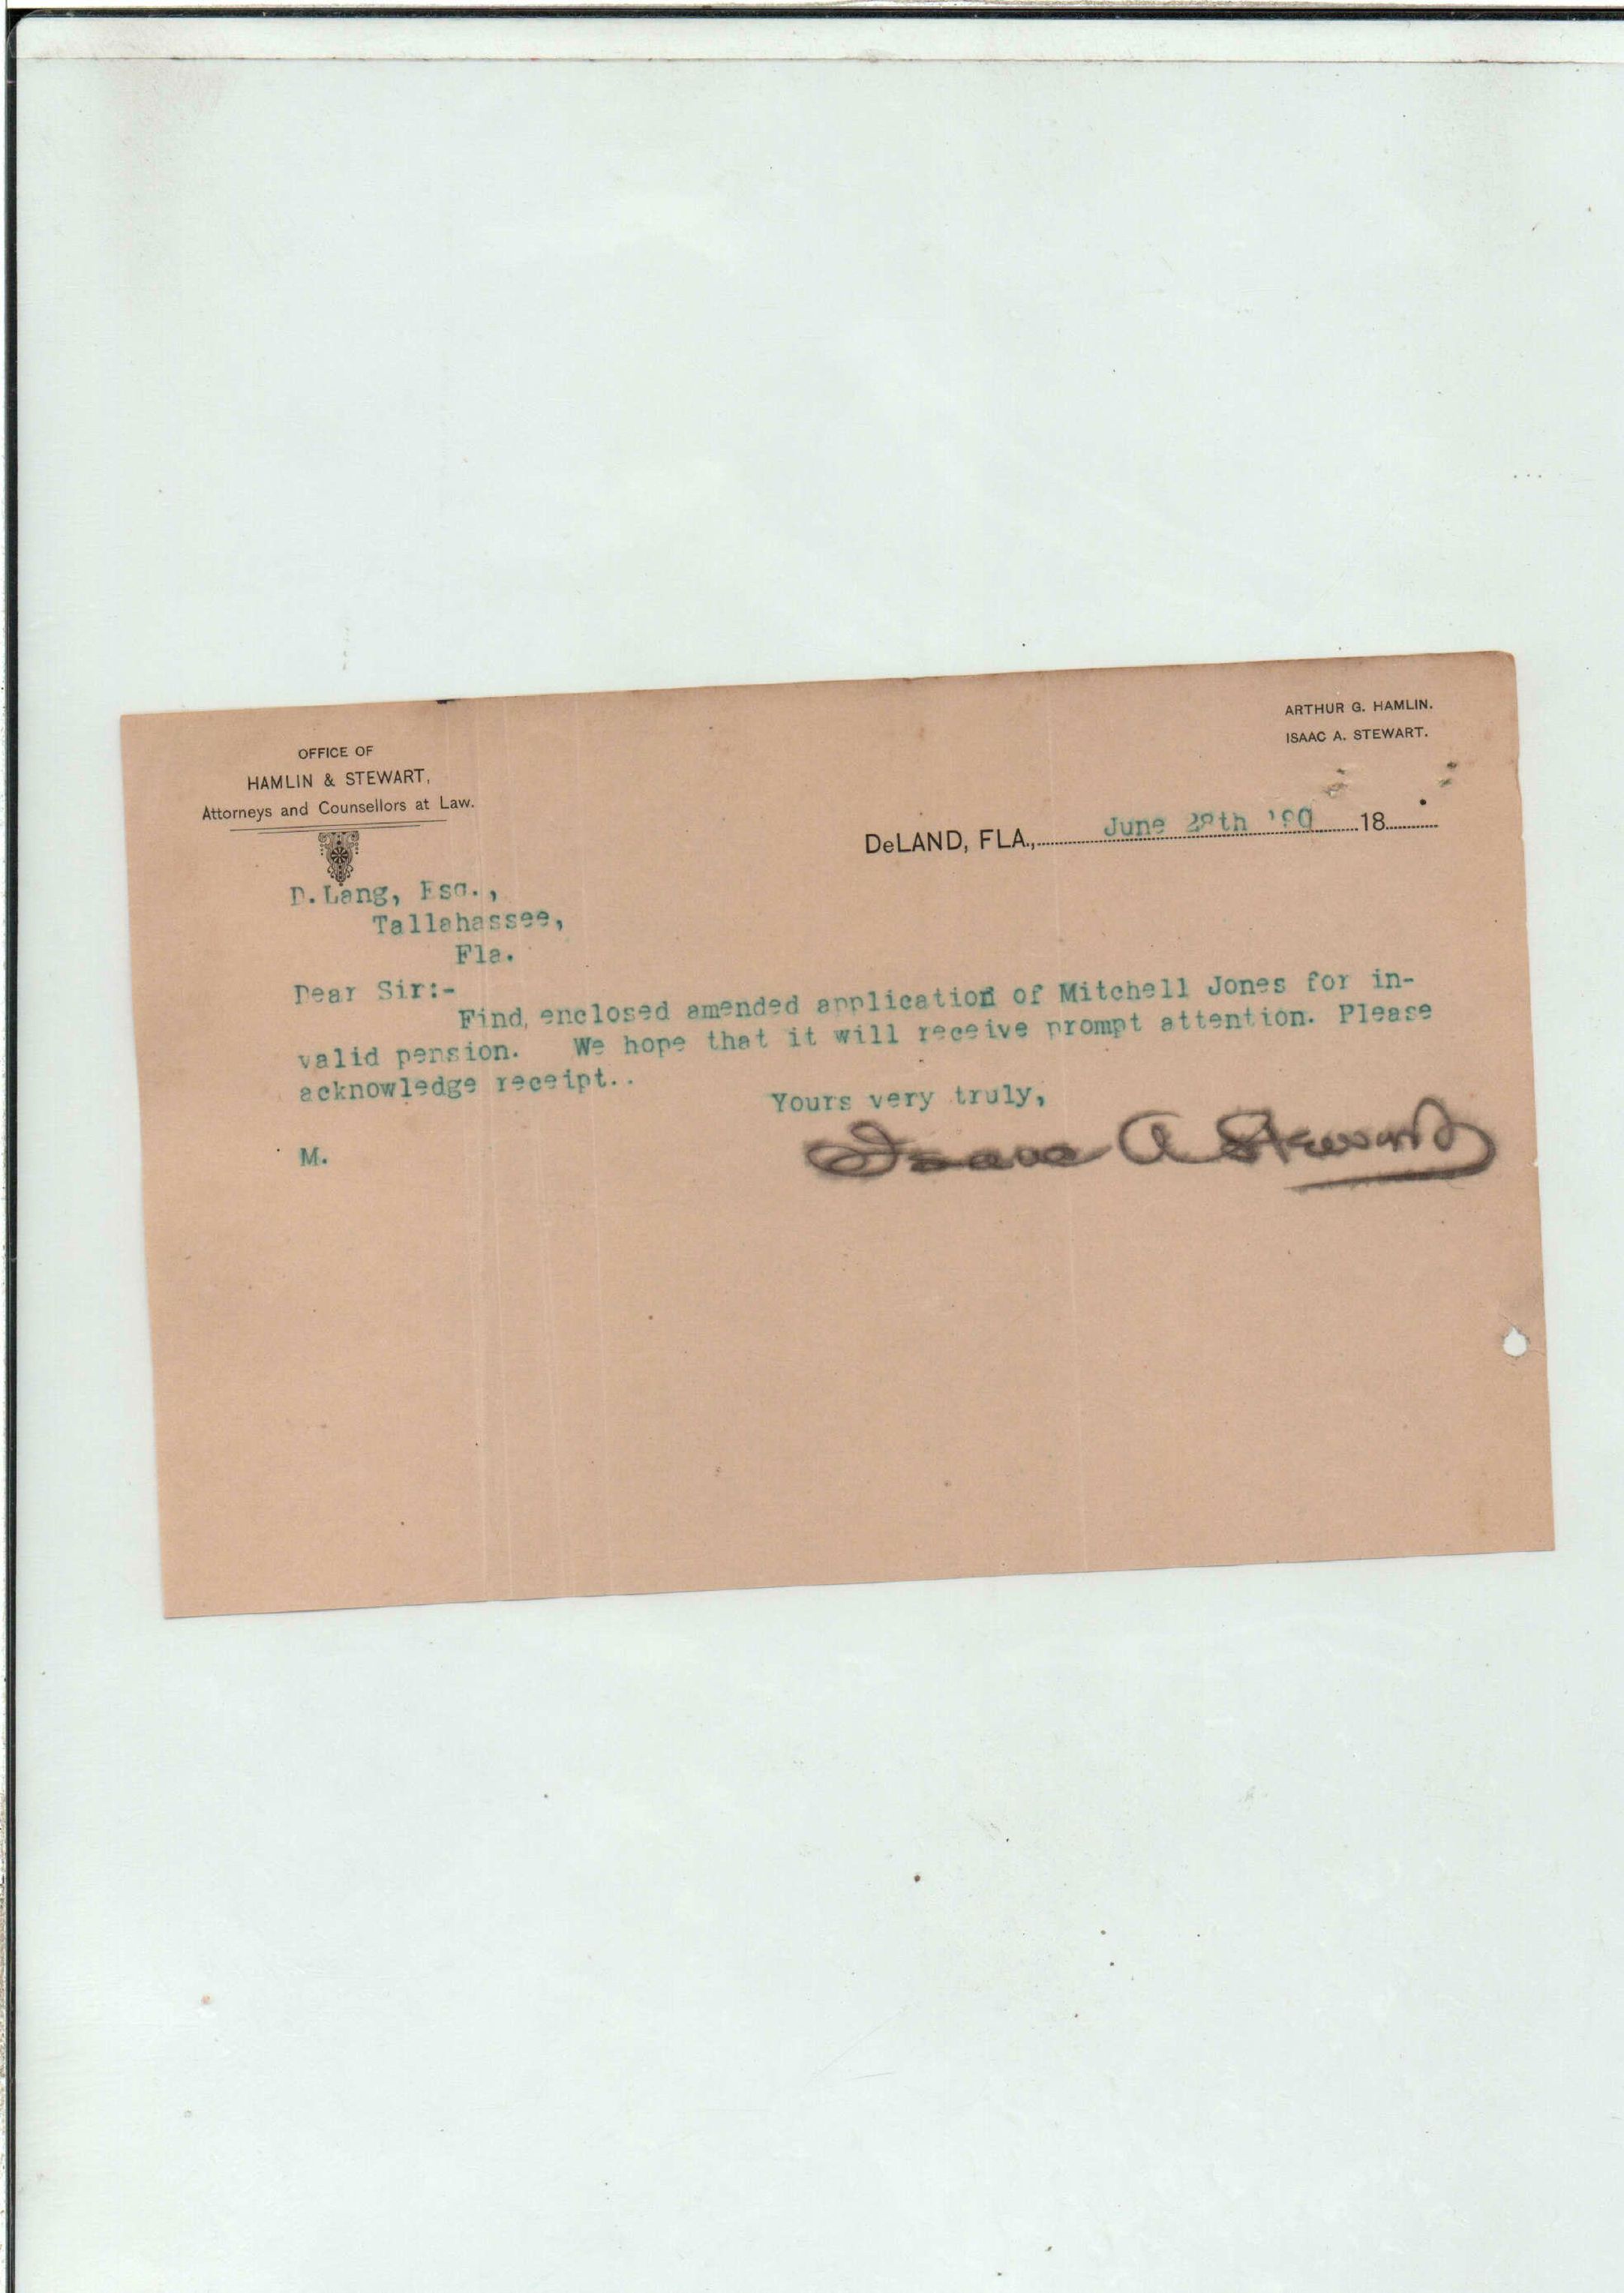 ARTHUR G. HAMLIN.
ISAAC A. STEWART.
OFFICE OF
HAMLIN & STEWART,
Attorneys and Counsellors at Law.
DeLAND, FLA., June 28th '90 18
D. Lang, Esq.,
Tallahassee,
Fla.
Dear Sir:-
Find, enclosed amended application of Mitchell Jones for in-
valid pension. We hope that it will receive prompt attention. Please
acknowledge receipt..
Yours very truly,
Isaac A Stewart
M.